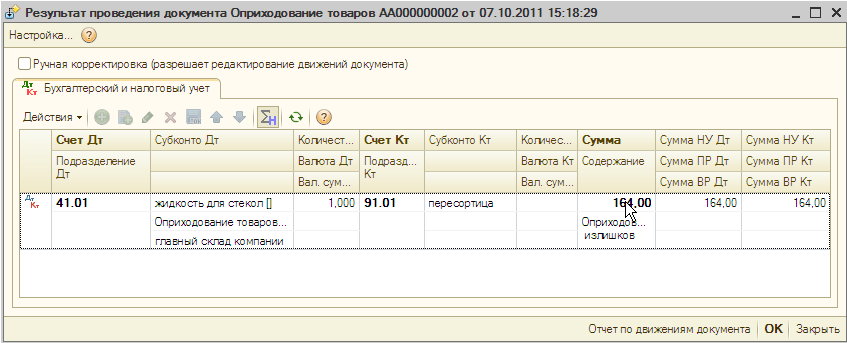 Результат проведения документа Оприходование товаров АА000000002 от 07.10.2011 15:18:29
Настройка...
Ручная корректировка (разрешает редактирование движений документа)
Дт Кт Бухгалтерский и налоговый учет
Действия
Счет Дт Субконто Дт Количест... Счет Кт Субконто Кт Количес... Сумма Сумма НУ Дт Сумма НУ Кт
Подразделение Дт Валюта Дт Подразд... Кт Валюта Кт Содержание Сумма ПР Дт Сумма ПР Кт
Вал. сум... Вал. сум... Сумма ВР Дт Сумма ВР Кт
Дт Кт 41.01 жидкость для стекол [] 1,000 91.01 пересортица 164,00 164,00 164,00
Оприходование товаров... Оприходов...
главный склад компании излишков
Отчет по движениям документа OK Закрыть